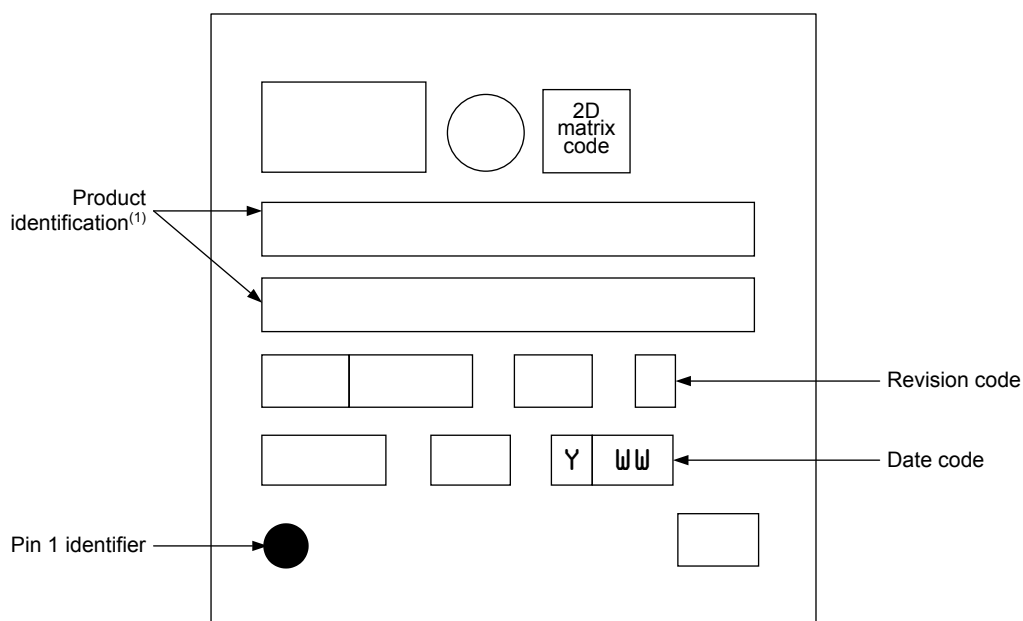 2D
matrix
code
Product
identification(1)
Revision code
Y WW
Date code
Pin 1 identifier